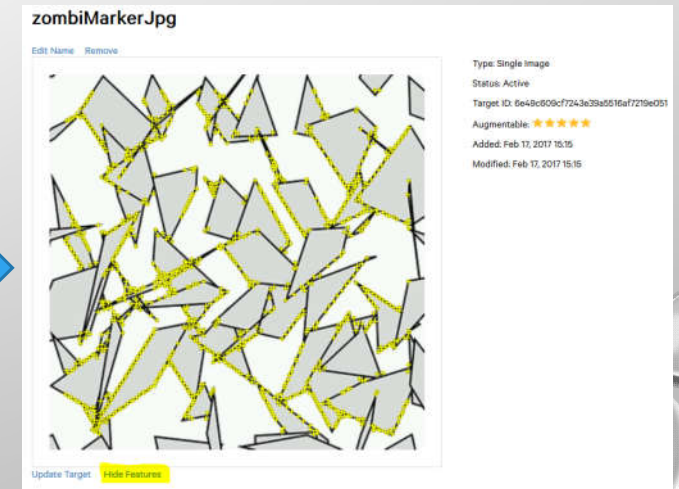 zombiMarkerJpg
Edit Name Remove
Type: Single Image
Status: Active
Target ID: 6e49c609cf7243e39a5516af7219e051
Augmentable:
Added: Feb 17, 2017 15:15
Modified: Feb 17, 2017 15:15
Update Target Hide Features